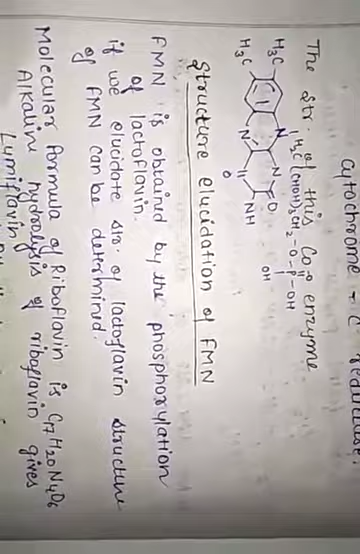 cytochrome - c reductase.
The str. of this Co-enzyme
H₂C(CHOH)₃CH₂-O-P-OH
O
OH
H₃C
H₃C
N
N
N
O
NH
O
Structure elucidation of FMN
FMN is obtained by the phosphorylation
of lactoflavin.
if we elucidate str. of lactoflavin structure
of FMN can be determined.
Molecular formula of Riboflavin is C₁₇H₂₀N₄O₆
Alkaline hydrolysis of riboflavin gives
Lumiflavin